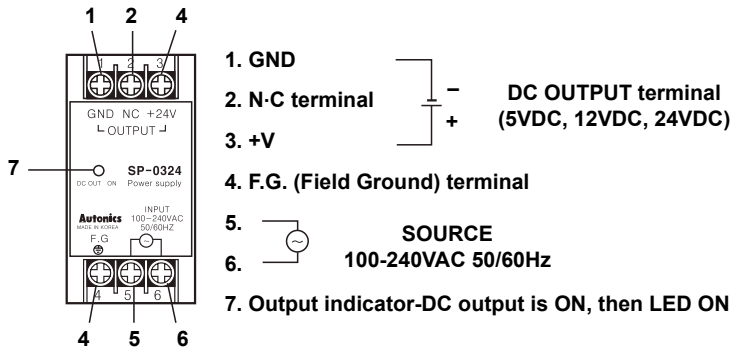 1 2 4
1 2 3
GND NC +24V
OUTPUT
7
DC OUT ON
SP-0324
Power supply
Autonics
MADE IN KOREA
INPUT
100-240VAC
50/60HZ
F.G
~
4 5 6
4 5 6
1. GND
2. N·C terminal
3. +V
−
+
DC OUTPUT terminal
(5VDC, 12VDC, 24VDC)
4. F.G. (Field Ground) terminal
5.
6.
~
SOURCE
100-240VAC 50/60Hz
7. Output indicator-DC output is ON, then LED ON